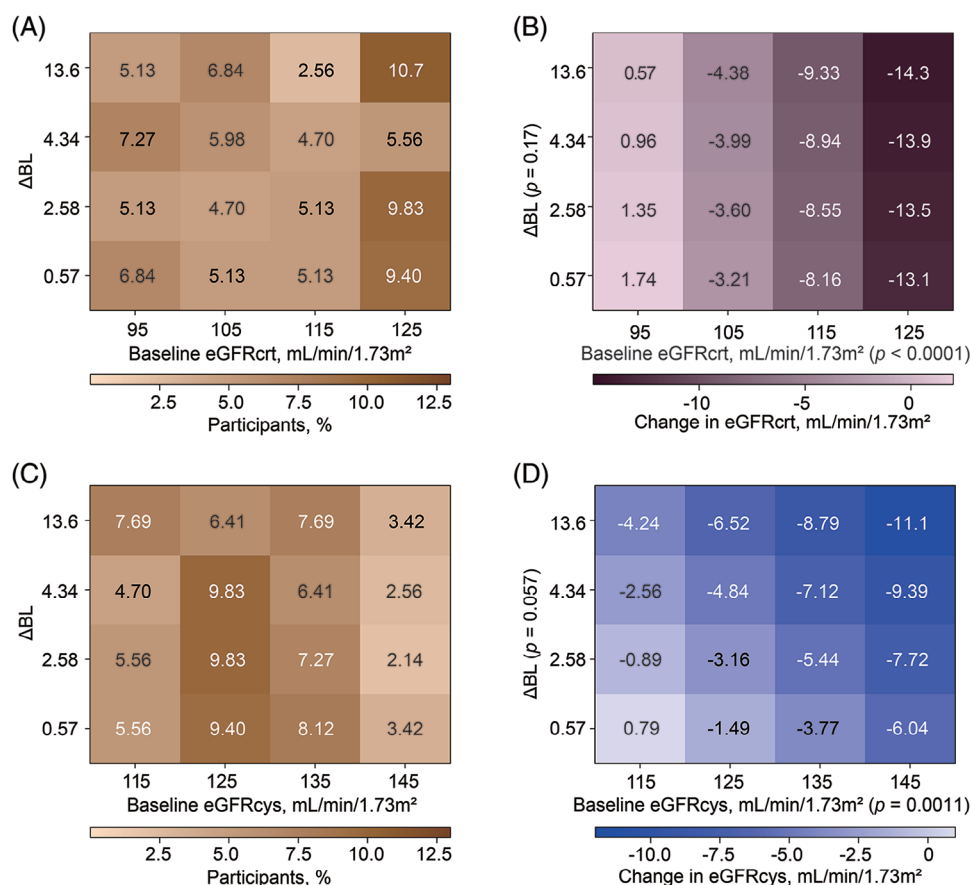 (A)
ΔBL
13.6 5.13 6.84 2.56 10.7
4.34 7.27 5.98 4.70 5.56
2.58 5.13 4.70 5.13 9.83
0.57 6.84 5.13 5.13 9.40
95 105 115 125
Baseline eGFRcrt, mL/min/1.73m²
2.5 5.0 7.5 10.0 12.5
Participants, %
(B)
ΔBL (p = 0.17)
13.6 0.57 -4.38 -9.33 -14.3
4.34 0.96 -3.99 -8.94 -13.9
2.58 1.35 -3.60 -8.55 -13.5
0.57 1.74 -3.21 -8.16 -13.1
95 105 115 125
Baseline eGFRcrt, mL/min/1.73m² (p < 0.0001)
-10 -5 0
Change in eGFRcrt, mL/min/1.73m²
(C)
ΔBL
13.6 7.69 6.41 7.69 3.42
4.34 4.70 9.83 6.41 2.56
2.58 5.56 9.83 7.27 2.14
0.57 5.56 9.40 8.12 3.42
115 125 135 145
Baseline eGFRcys, mL/min/1.73m²
2.5 5.0 7.5 10.0 12.5
Participants, %
(D)
ΔBL (p = 0.057)
13.6 -4.24 -6.52 -8.79 -11.1
4.34 -2.56 -4.84 -7.12 -9.39
2.58 -0.89 -3.16 -5.44 -7.72
0.57 0.79 -1.49 -3.77 -6.04
115 125 135 145
Baseline eGFRcys, mL/min/1.73m² (p = 0.0011)
-10.0 -7.5 -5.0 -2.5 0
Change in eGFRcys, mL/min/1.73m²